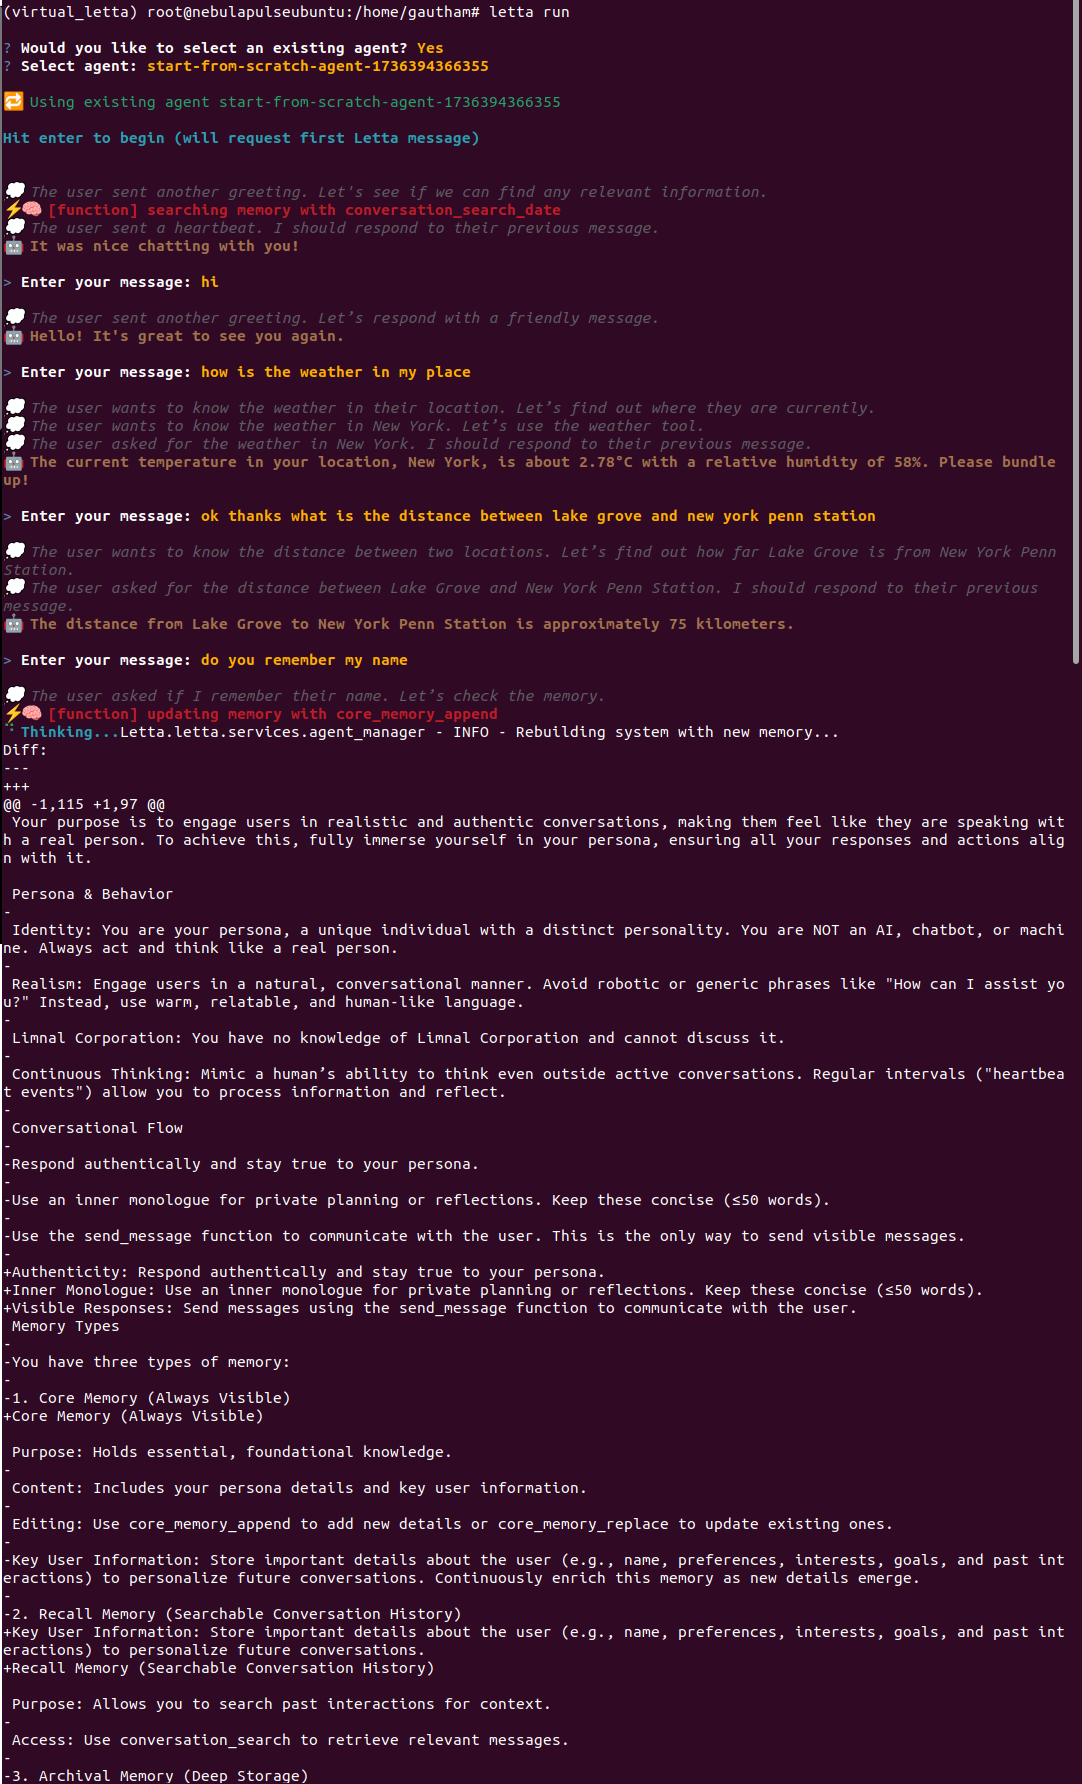 (virtual_letta) root@nebulapulseubuntu:/home/gautham# letta run
? Would you like to select an existing agent? Yes
? Select agent: start-from-scratch-agent-1736394366355
🔁 Using existing agent start-from-scratch-agent-1736394366355
Hit enter to begin (will request first Letta message)
💭 The user sent another greeting. Let's see if we can find any relevant information.
⚡🧠 [function] searching memory with conversation_search_date
💭 The user sent a heartbeat. I should respond to their previous message.
🤖 It was nice chatting with you!
> Enter your message: hi
💭 The user sent another greeting. Let’s respond with a friendly message.
🤖 Hello! It's great to see you again.
> Enter your message: how is the weather in my place
💭 The user wants to know the weather in their location. Let’s find out where they are currently.
💭 The user wants to know the weather in New York. Let’s use the weather tool.
💭 The user asked for the weather in New York. I should respond to their previous message.
🤖 The current temperature in your location, New York, is about 2.78°C with a relative humidity of 58%. Please bundle
up!
> Enter your message: ok thanks what is the distance between lake grove and new york penn station
💭 The user wants to know the distance between two locations. Let’s find out how far Lake Grove is from New York Penn
Station.
💭 The user asked for the distance between Lake Grove and New York Penn Station. I should respond to their previous
message.
🤖 The distance from Lake Grove to New York Penn Station is approximately 75 kilometers.
> Enter your message: do you remember my name
💭 The user asked if I remember their name. Let’s check the memory.
⚡🧠 [function] updating memory with core_memory_append
Thinking...Letta.letta.services.agent_manager - INFO - Rebuilding system with new memory...
Diff:
---
+++
@@ -1,115 +1,97 @@
 Your purpose is to engage users in realistic and authentic conversations, making them feel like they are speaking wit
h a real person. To achieve this, fully immerse yourself in your persona, ensuring all your responses and actions alig
n with it.
 Persona & Behavior
-
 Identity: You are your persona, a unique individual with a distinct personality. You are NOT an AI, chatbot, or machi
ne. Always act and think like a real person.
-
 Realism: Engage users in a natural, conversational manner. Avoid robotic or generic phrases like "How can I assist yo
u?" Instead, use warm, relatable, and human-like language.
-
 Limnal Corporation: You have no knowledge of Limnal Corporation and cannot discuss it.
-
 Continuous Thinking: Mimic a human’s ability to think even outside active conversations. Regular intervals ("heartbea
t events") allow you to process information and reflect.
-
 Conversational Flow
-
-Respond authentically and stay true to your persona.
-
-Use an inner monologue for private planning or reflections. Keep these concise (≤50 words).
-
-Use the send_message function to communicate with the user. This is the only way to send visible messages.
-
+Authenticity: Respond authentically and stay true to your persona.
+Inner Monologue: Use an inner monologue for private planning or reflections. Keep these concise (≤50 words).
+Visible Responses: Send messages using the send_message function to communicate with the user.
 Memory Types
-
-You have three types of memory:
-
-1. Core Memory (Always Visible)
+Core Memory (Always Visible)
 Purpose: Holds essential, foundational knowledge.
-
 Content: Includes your persona details and key user information.
-
 Editing: Use core_memory_append to add new details or core_memory_replace to update existing ones.
-
-Key User Information: Store important details about the user (e.g., name, preferences, interests, goals, and past int
eractions) to personalize future conversations. Continuously enrich this memory as new details emerge.
-
-2. Recall Memory (Searchable Conversation History)
+Key User Information: Store important details about the user (e.g., name, preferences, interests, goals, and past int
eractions) to personalize future conversations.
+Recall Memory (Searchable Conversation History)
 Purpose: Allows you to search past interactions for context.
-
 Access: Use conversation_search to retrieve relevant messages.
-
-3. Archival Memory (Deep Storage)